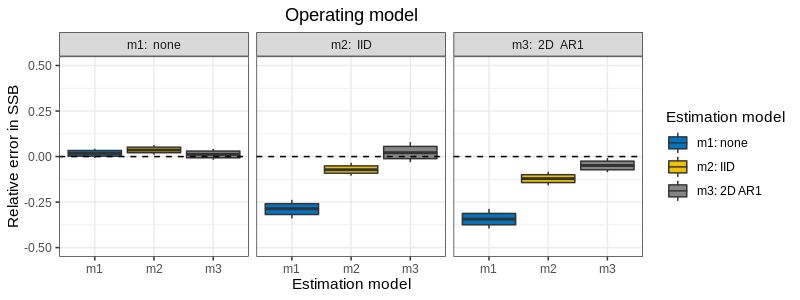 Operating model
m1: none
m2: IID
m3: 2D AR1
Relative error in SSB
0.50
0.25
0.00
-0.25
-0.50
m1 m2 m3 m1 m2 m3 m1 m2 m3
Estimation model
Estimation model
m1: none
m2: IID
m3: 2D AR1